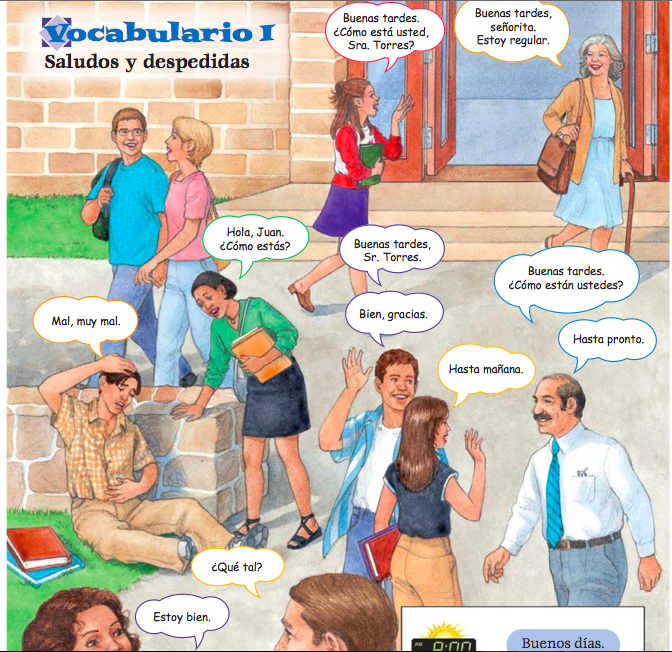 Vocabulario 1
Saludos y despedidas
Buenas tardes.
¿Cómo está usted,
Sra. Torres?
Buenas tardes,
señorita.
Estoy regular.
Hola, Juan.
¿Cómo estás?
Mal, muy mal.
Buenas tardes,
Sr. Torres.
Buenas tardes.
¿Cómo están ustedes?
Bien, gracias.
Hasta mañana.
Hasta pronto.
¿Qué tal?
Estoy bien.
AM 9:00
Buenos días.